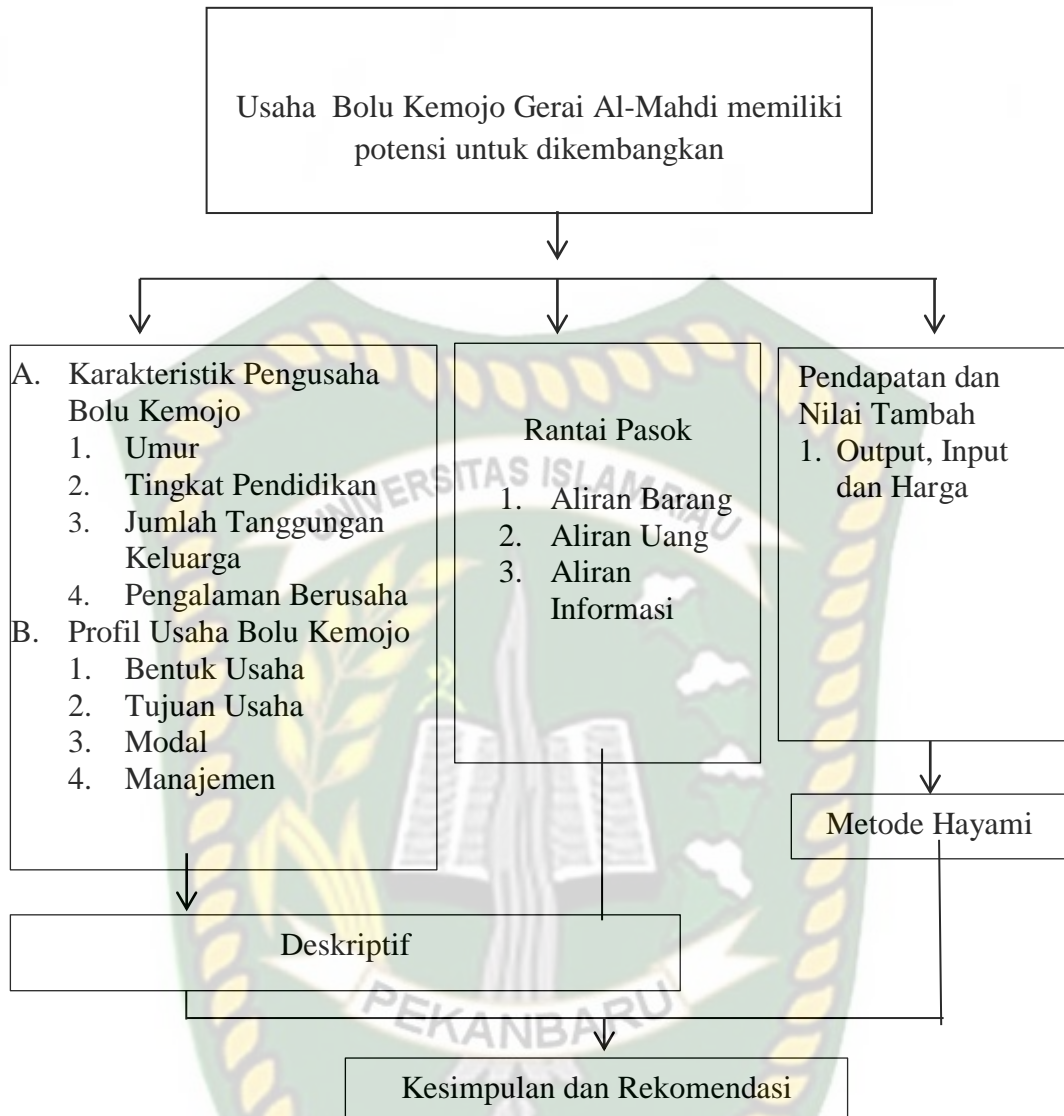 Usaha Bolu Kemojo Gerai Al-Mahdi memiliki
potensi untuk dikembangkan
A. Karakteristik Pengusaha
Bolu Kemojo
1. Umur
2. Tingkat Pendidikan
3. Jumlah Tanggungan
Keluarga
4. Pengalaman Berusaha
B. Profil Usaha Bolu Kemojo
1. Bentuk Usaha
2. Tujuan Usaha
3. Modal
4. Manajemen
Rantai Pasok
1. Aliran Barang
2. Aliran Uang
3. Aliran
Informasi
Pendapatan dan
Nilai Tambah
1. Output, Input
dan Harga
Metode Hayami
Deskriptif
Kesimpulan dan Rekomendasi
UNIVERSITAS ISLAM RIAU
PEKANBARU